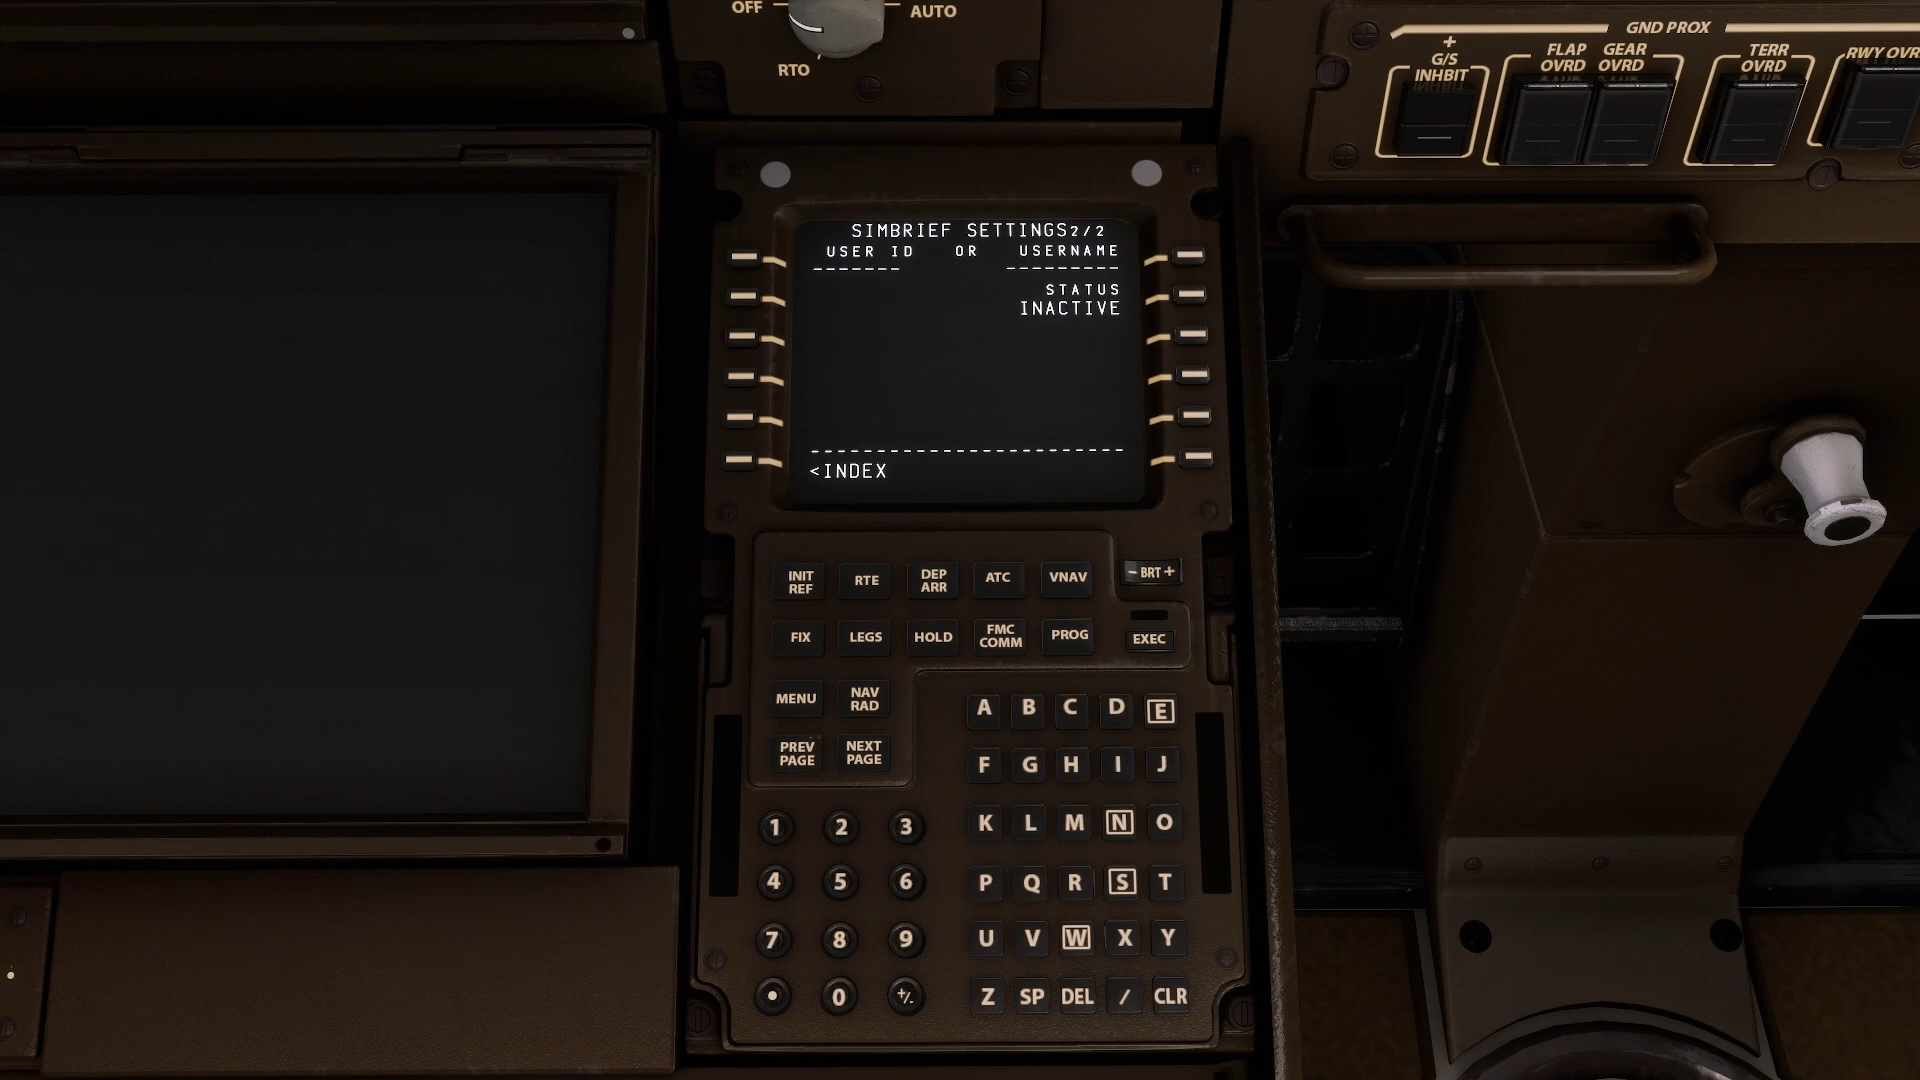 OFF
AUTO
RTO
GND PROX
+
G/S
INHBIT
FLAP
OVRD
GEAR
OVRD
TERR
OVRD
RWY OVR
SIMBRIEF SETTINGS 2/2
USER ID OR USERNAME
------- ---------
STATUS
INACTIVE
-------------------------
<INDEX
INIT
REF
RTE
DEP
ARR
ATC
VNAV
- BRT +
FIX
LEGS
HOLD
FMC
COMM
PROG
EXEC
MENU
NAV
RAD
PREV
PAGE
NEXT
PAGE
A B C D E
F G H I J
K L M N O
P Q R S T
U V W X Y
Z SP DEL / CLR
1 2 3
4 5 6
7 8 9
• 0 +/-